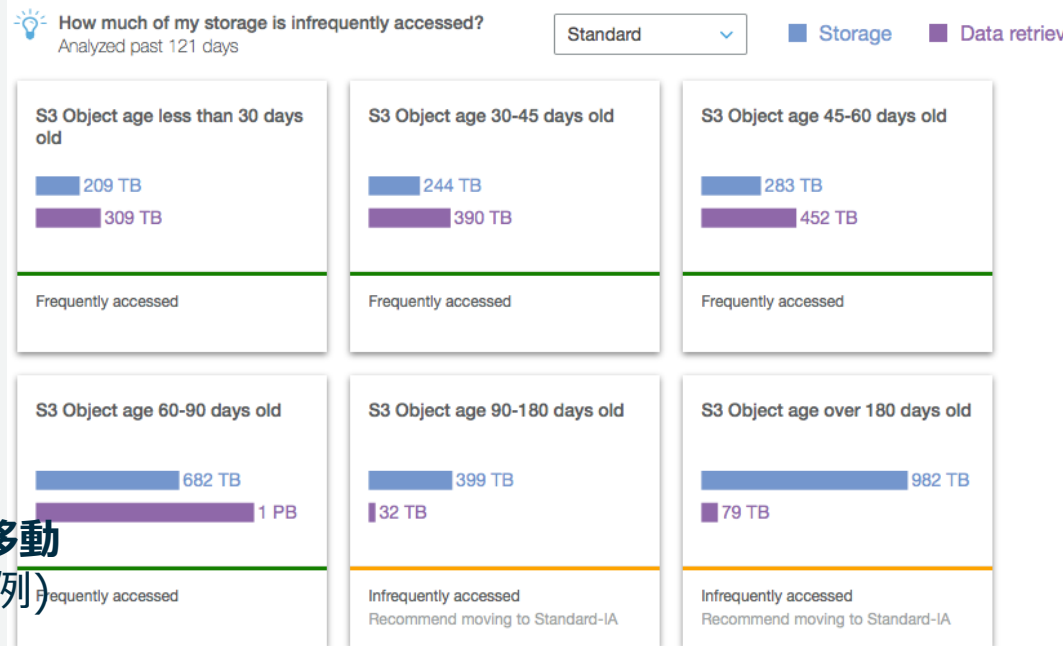 How much of my storage is infrequently accessed?
Analyzed past 121 days
Standard
Storage
Data retriev
S3 Object age less than 30 days
old
209 TB
309 TB
Frequently accessed
S3 Object age 30-45 days old
244 TB
390 TB
Frequently accessed
S3 Object age 45-60 days old
283 TB
452 TB
Frequently accessed
S3 Object age 60-90 days old
682 TB
1 PB
移動
例)
Frequently accessed
S3 Object age 90-180 days old
399 TB
32 TB
Infrequently accessed
Recommend moving to Standard-IA
S3 Object age over 180 days old
982 TB
79 TB
Infrequently accessed
Recommend moving to Standard-IA